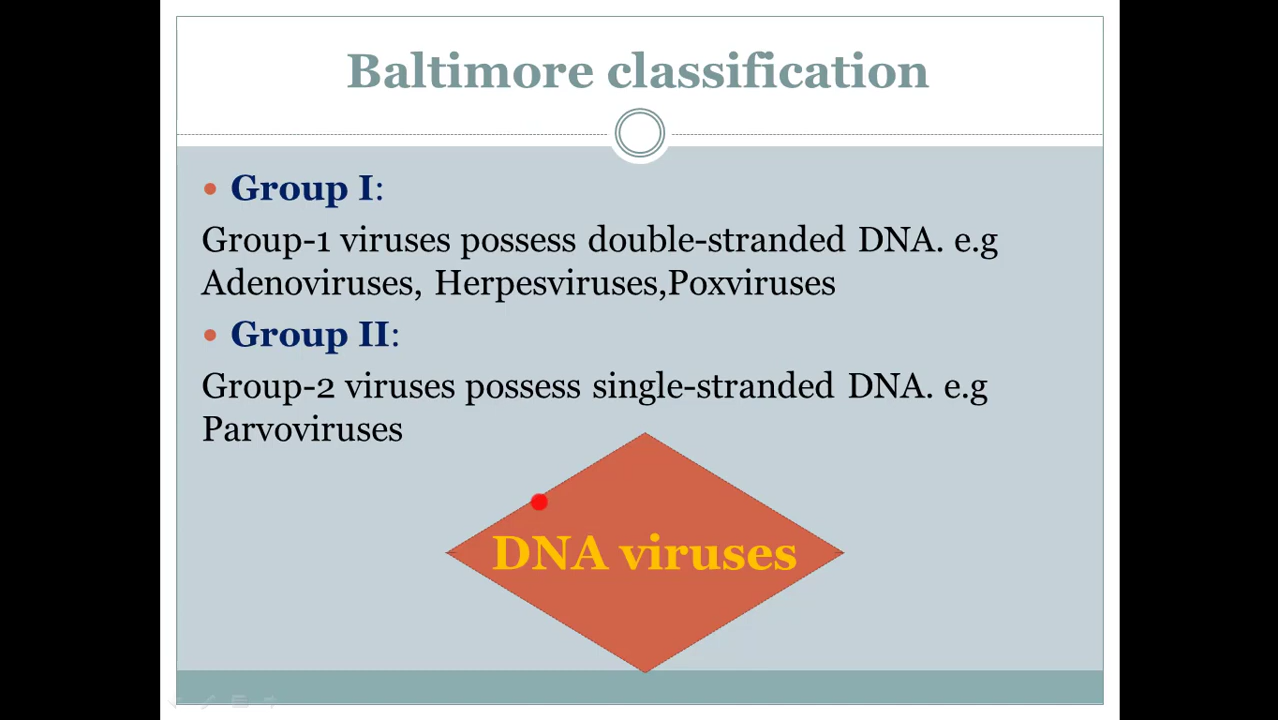 Baltimore classification
• Group I:
Group-1 viruses possess double-stranded DNA. e.g
Adenoviruses, Herpesviruses,Poxviruses
• Group II:
Group-2 viruses possess single-stranded DNA. e.g
Parvoviruses
DNA viruses